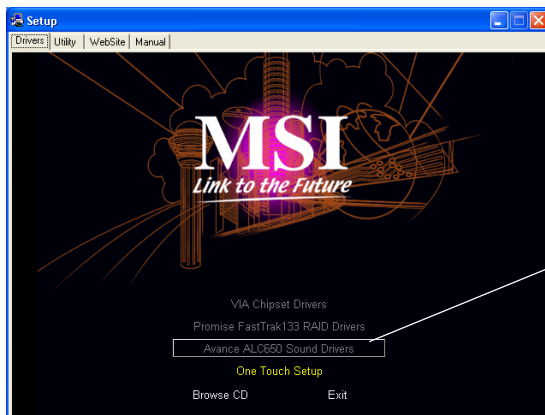 Setup
Drivers Utility WebSite Manual
MSI
Link to the Future
VIA Chipset Drivers
Promise FastTrak133 RAID Drivers
Avance ALC650 Sound Drivers
One Touch Setup
Browse CD Exit